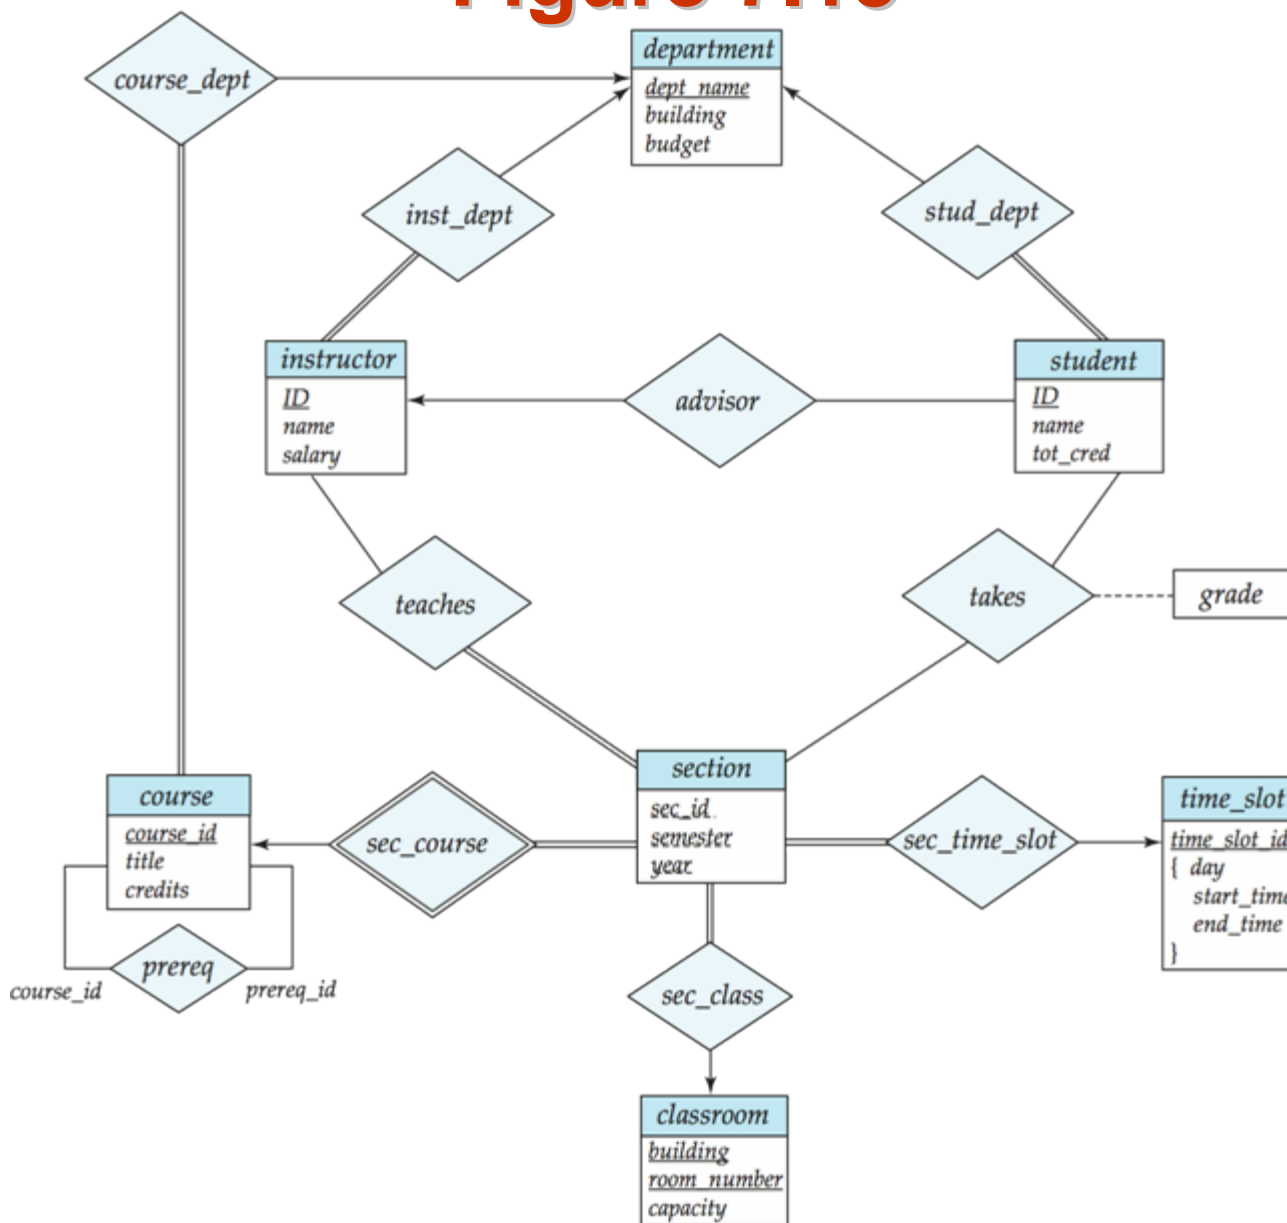 department
course_dept
dept_name
building
budget
inst_dept
stud_dept
instructor
ID
name
salary
advisor
student
ID
name
tot_cred
teaches
takes
grade
section
sec_id
semester
year
course
course_id
title
credits
sec_course
sec_time_slot
time_slot
time_slot_id
{ day
start_time
end_time
}
prereq
course_id
prereq_id
sec_class
classroom
building
room_number
capacity